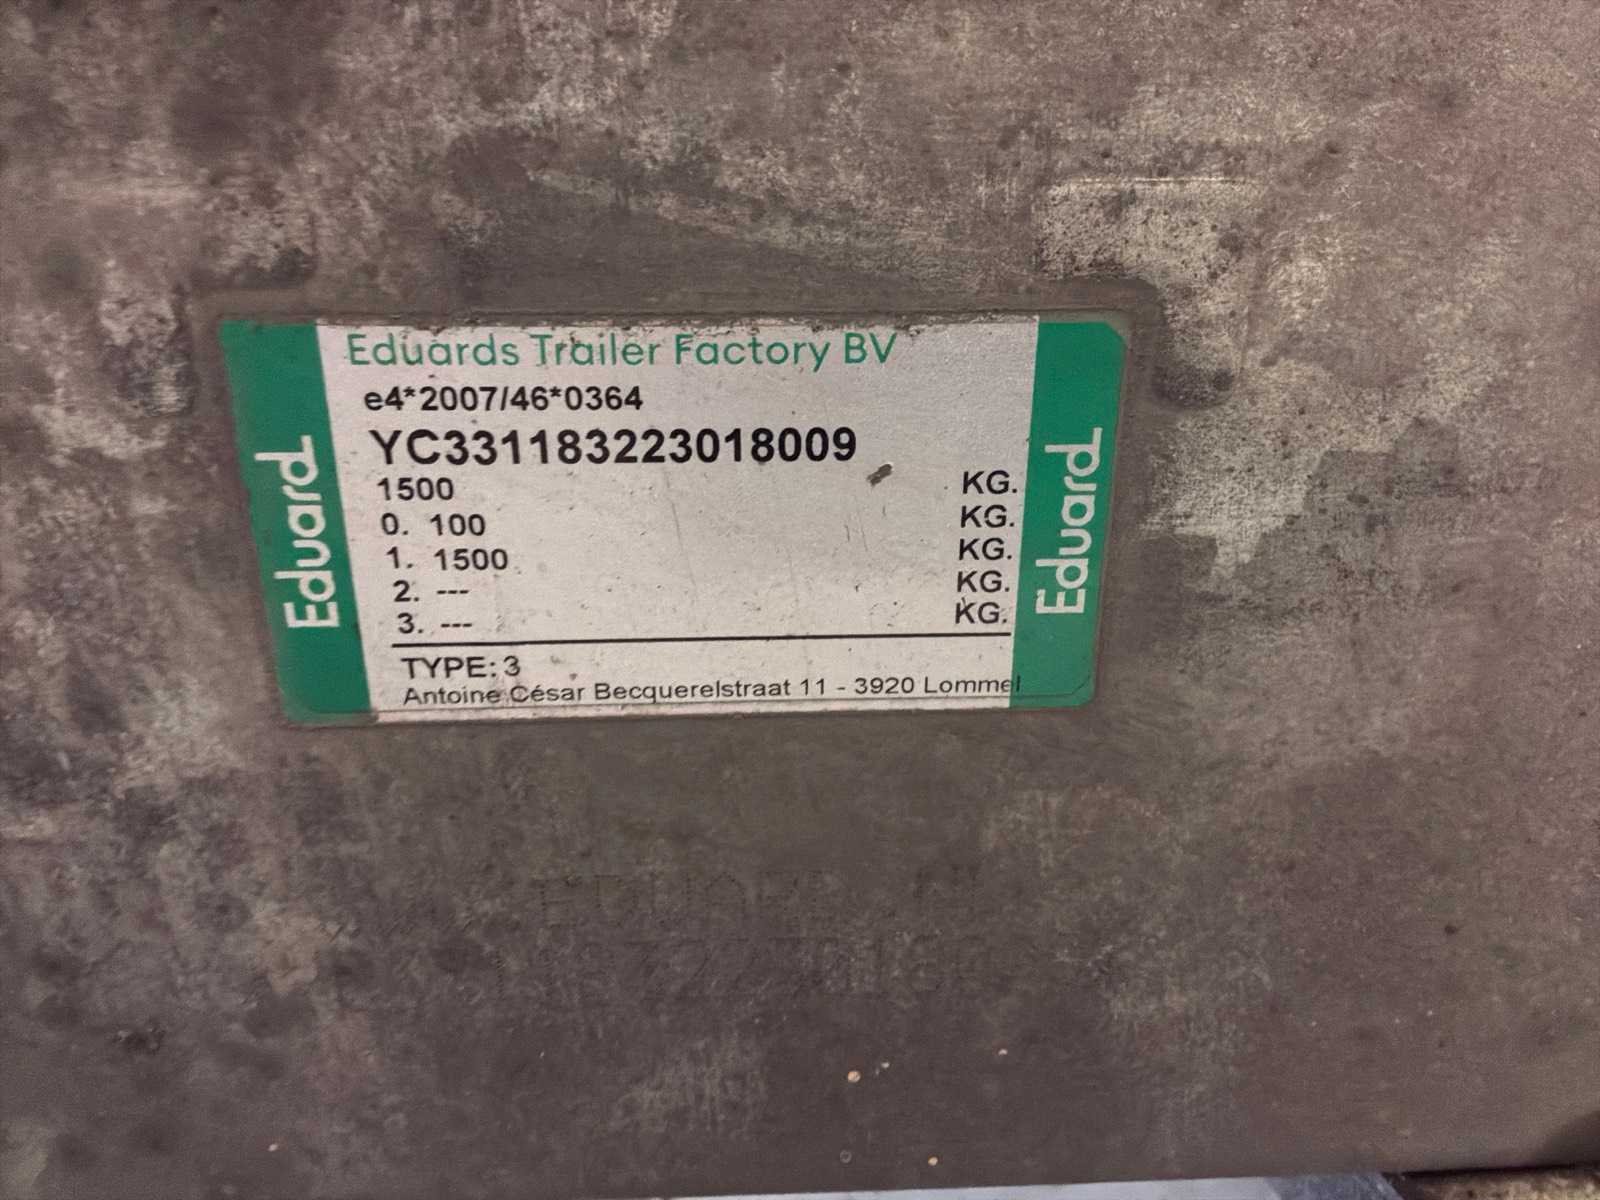 Eduards Trailer Factory BV
e4*2007/46*0364
YC331183223018009
1500 KG.
0. 100 KG.
1. 1500 KG.
2. --- KG.
3. --- KG.
TYPE: 3
Antoine César Becquerelstraat 11 - 3920 Lommel
Eduard
Eduard